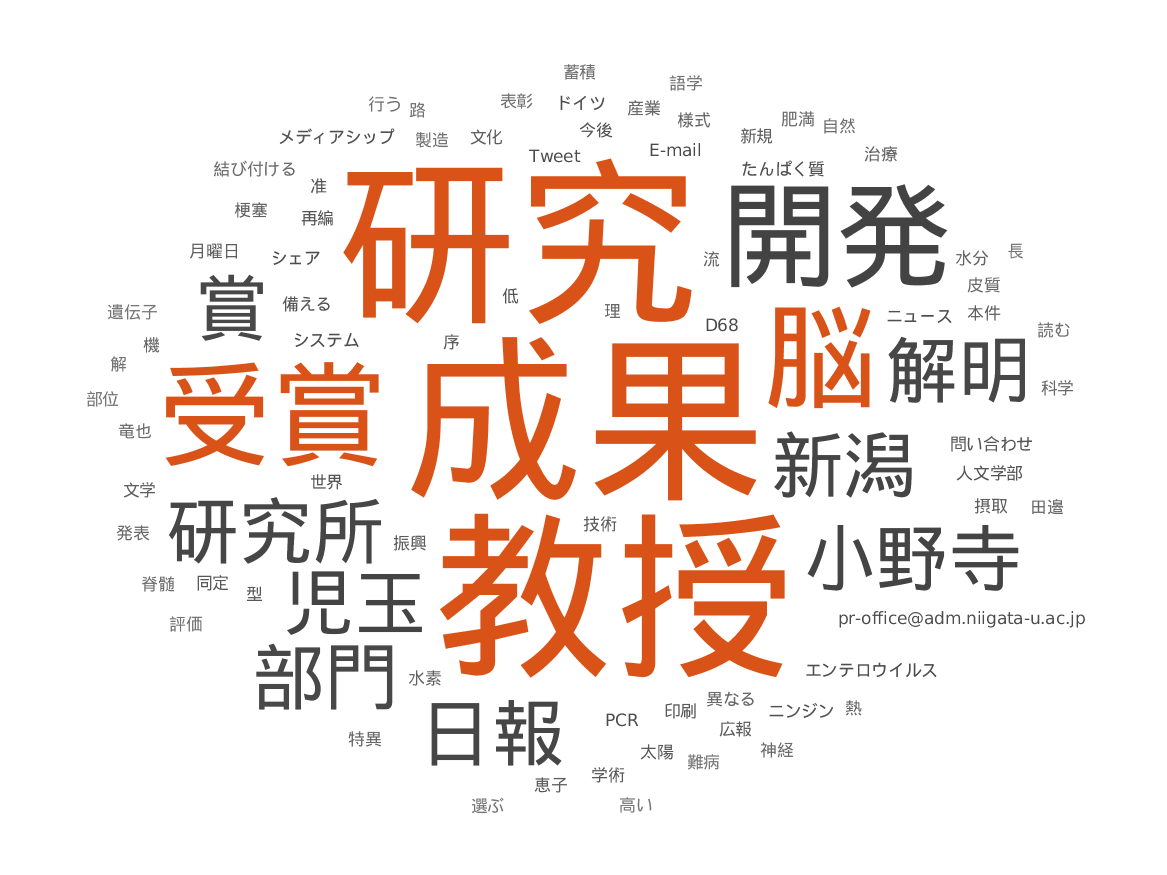 蓄積
語学
行う 路 表彰 ドイツ 産業 様式 肥満 自然
メディアシップ 製造 文化 今後 新規
Tweet E-mail 治療
結び付ける たんぱく質
准
梗塞 再編
研究 開発
月曜日 シェア 流 水分 長
皮質
賞 備える 低 理 D68 ニュース 本件
遺伝子
機 システム 序 読む
解 脳 解明
部位 受賞 成果 科学
竜也
新潟 問い合わせ
世界 人文学部
文学
摂取 田邉
発表 研究所 振興 技術
教授 小野寺
脊髄 同定 型 児玉
評価 pr-office@adm.niigata-u.ac.jp
部門 水素 エンテロウイルス
日報 PCR 印刷 異なる ニンジン 熱
特異 広報
太陽 難病 神経
恵子 学術
選ぶ 高い